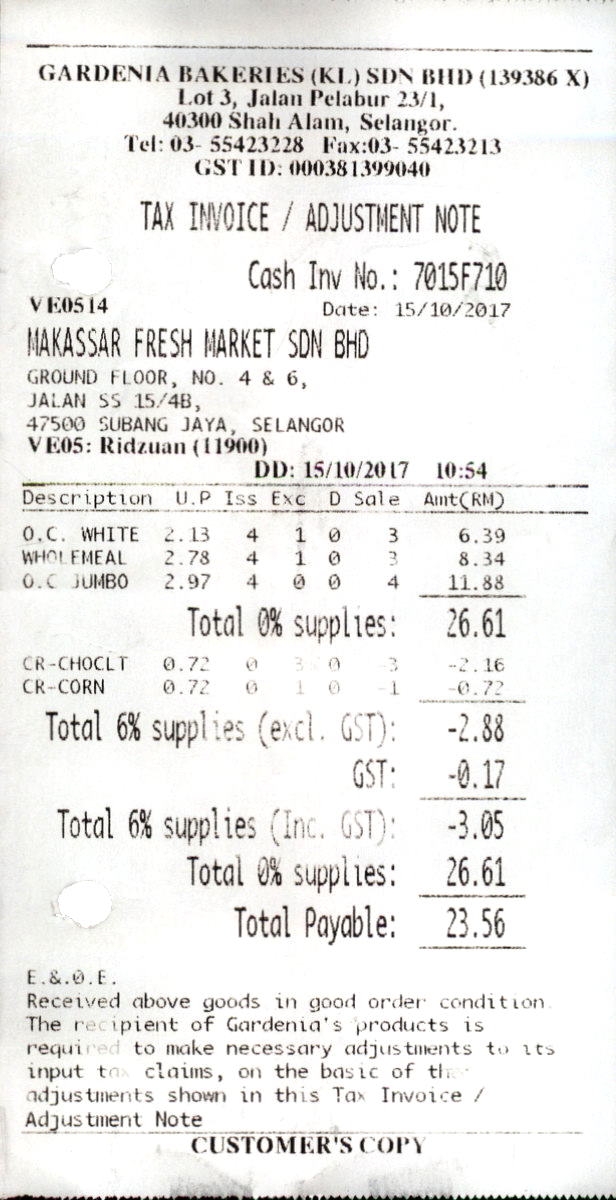 GARDENIA BAKERIES (KL) SDN BHD (139386 X)
Lot 3, Jalan Pelabur 23/1,
40300 Shah Alam, Selangor.
Tel: 03- 55423228 Fax:03- 55423213
GST ID: 000381399040
TAX INVOICE / ADJUSTMENT NOTE
Cash Inv No.: 7015F710
VE0514 Date: 15/10/2017
MAKASSAR FRESH MARKET SDN BHD
GROUND FLOOR, NO. 4 & 6,
JALAN SS 15/4B,
47500 SUBANG JAYA, SELANGOR
VE05: Ridzuan (11900)
DD: 15/10/2017 10:54
Description U.P Iss Exc D Sale Amt(RM)
O.C. WHITE 2.13 4 1 0 3 6.39
WHOLEMEAL 2.78 4 1 0 3 8.34
O.C JUMBO 2.97 4 0 0 4 11.88
Total 0% supplies: 26.61
CR-CHOCLT 0.72 0 3 0 -3 -2.16
CR-CORN 0.72 0 1 0 -1 -0.72
Total 6% supplies (excl. GST): -2.88
GST: -0.17
Total 6% supplies (Inc. GST): -3.05
Total 0% supplies: 26.61
Total Payable: 23.56
E.&.O.E.
Received above goods in good order condition.
The recipient of Gardenia's products is
required to make necessary adjustments to its
input tax claims, on the basic of the
adjustments shown in this Tax Invoice /
Adjustment Note
CUSTOMER'S COPY